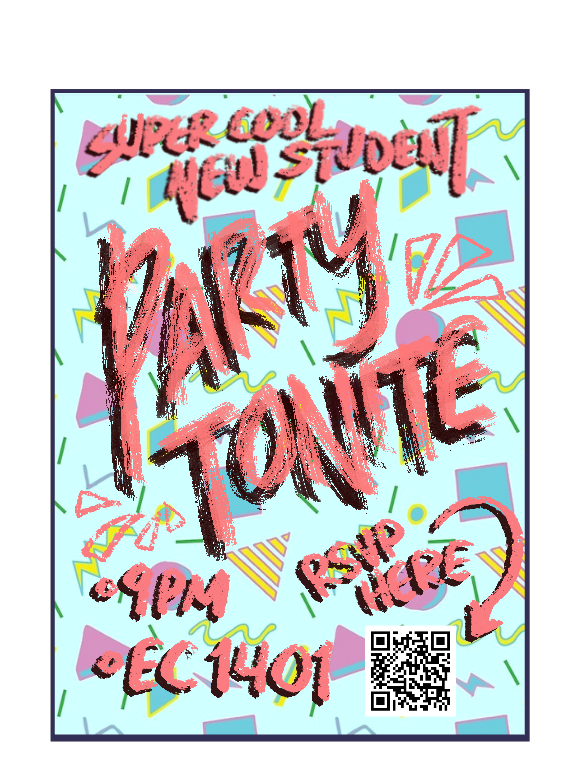 SUPER COOL
NEW STUDENT
PARTY
TONITE
RSVP
HERE
•9PM
•EC 1401